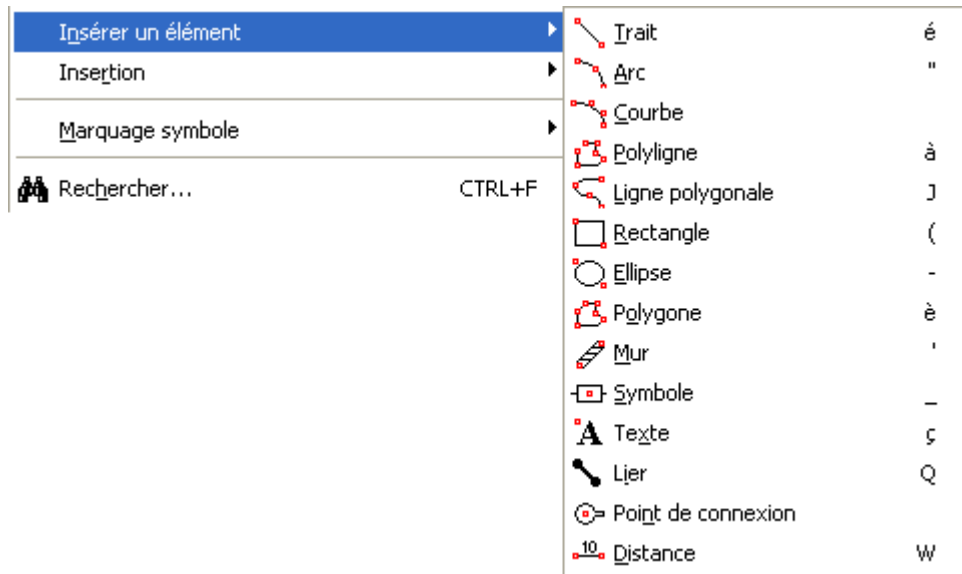 Insérer un élément
Insertion
Marquage symbole
Rechercher... CTRL+F
Trait é
Arc "
Courbe
Polyligne à
Ligne polygonale J
Rectangle (
Ellipse -
Polygone è
Mur '
Symbole _
A Texte ç
Lier Q
Point de connexion
10 Distance W